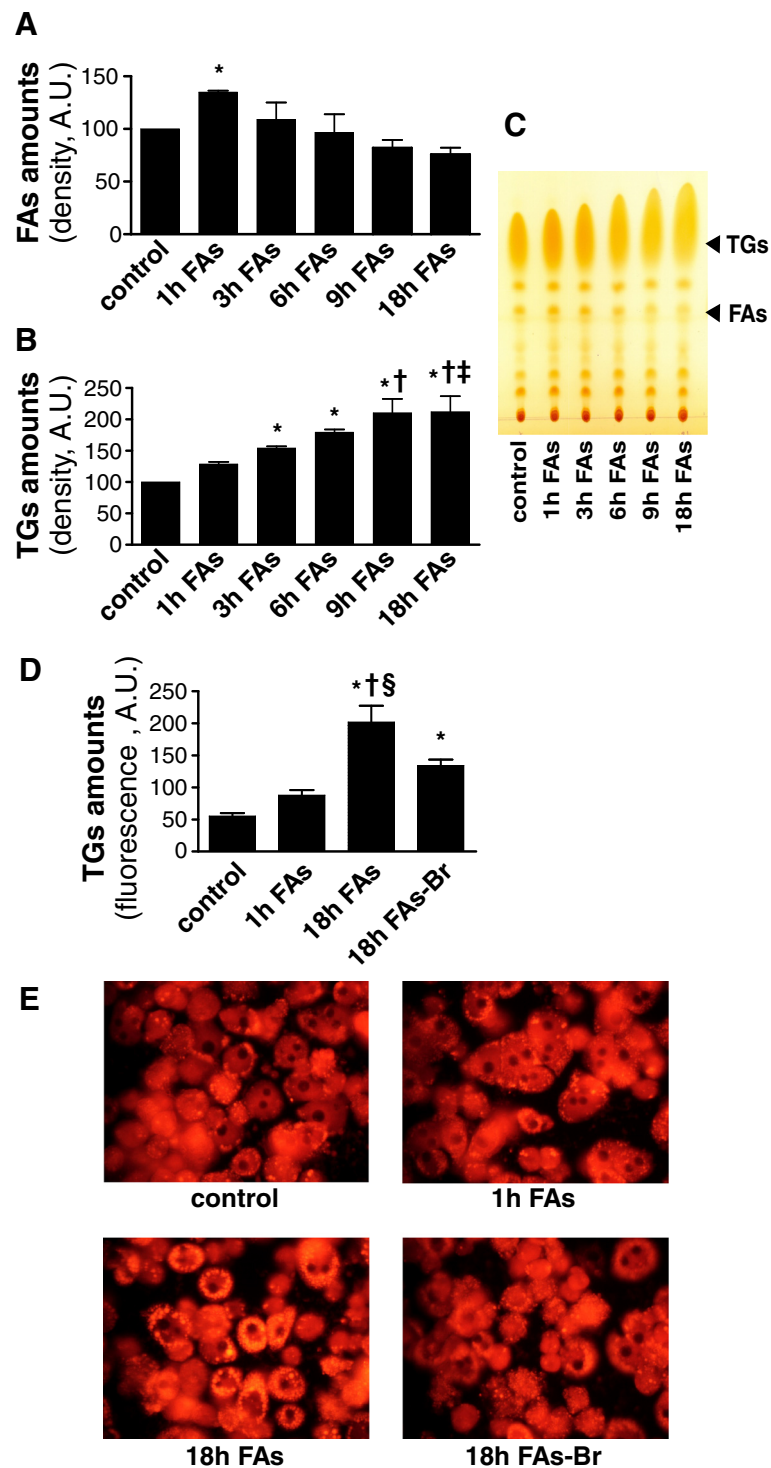 A
FAs amounts
(density, A.U.)
150
100
50
0
*
control
1h FAs
3h FAs
6h FAs
9h FAs
18h FAs
B
TGs amounts
(density, A.U.)
250
200
150
100
50
0
*
*
*†
*†‡
control
1h FAs
3h FAs
6h FAs
9h FAs
18h FAs
C
TGs
FAs
control
1h FAs
3h FAs
6h FAs
9h FAs
18h FAs
D
TGs amounts
(fluorescence , A.U.)
250
200
150
100
50
0
*†§
*
control
1h FAs
18h FAs
18h FAs-Br
E
control
1h FAs
18h FAs
18h FAs-Br